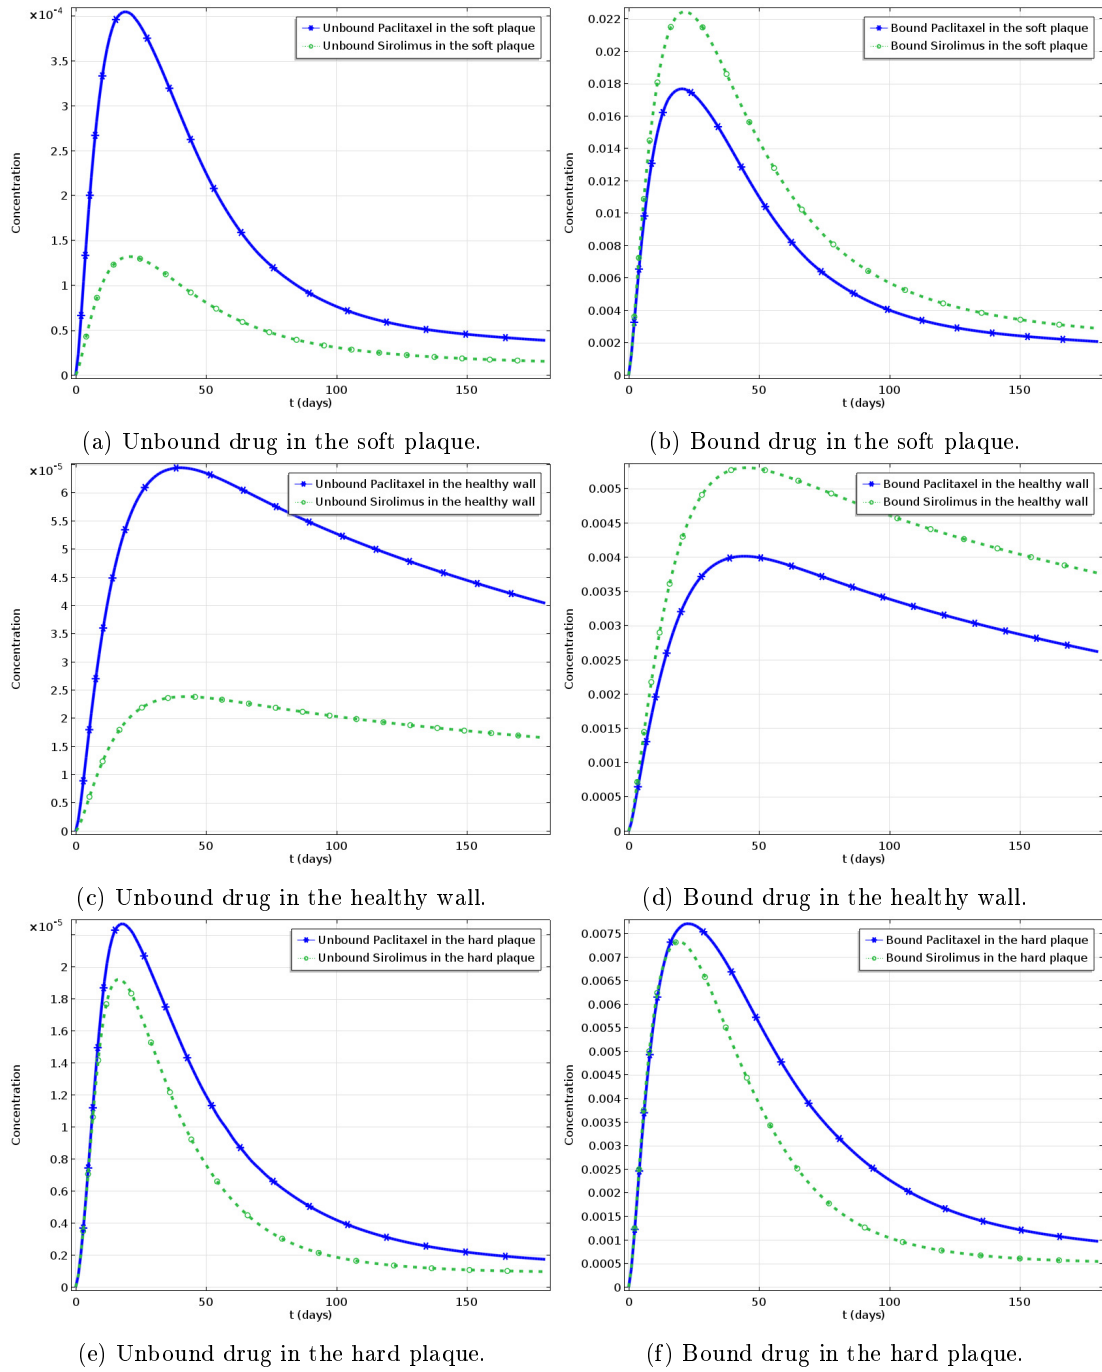 ×10⁻⁴
Unbound Paclitaxel in the soft plaque
Unbound Sirolimus in the soft plaque
4
3.5
3
2.5
2
1.5
1
0.5
0
Concentration
0 50 100 150
t (days)
(a) Unbound drug in the soft plaque.
Bound Paclitaxel in the soft plaque
Bound Sirolimus in the soft plaque
0.022
0.02
0.018
0.016
0.014
0.012
0.01
0.008
0.006
0.004
0.002
0
Concentration
0 50 100 150
t (days)
(b) Bound drug in the soft plaque.
×10⁻⁵
Unbound Paclitaxel in the healthy wall
Unbound Sirolimus in the healthy wall
6
5.5
5
4.5
4
3.5
3
2.5
2
1.5
1
0.5
0
Concentration
0 50 100 150
t (days)
(c) Unbound drug in the healthy wall.
Bound Paclitaxel in the healthy wall
Bound Sirolimus in the healthy wall
0.005
0.0045
0.004
0.0035
0.003
0.0025
0.002
0.0015
0.001
0.0005
0
Concentration
0 50 100 150
t (days)
(d) Bound drug in the healthy wall.
×10⁻⁵
Unbound Paclitaxel in the hard plaque
Unbound Sirolimus in the hard plaque
2
1.8
1.6
1.4
1.2
1
0.8
0.6
0.4
0.2
0
Concentration
0 50 100 150
t (days)
(e) Unbound drug in the hard plaque.
Bound Paclitaxel in the hard plaque
Bound Sirolimus in the hard plaque
0.0075
0.007
0.0065
0.006
0.0055
0.005
0.0045
0.004
0.0035
0.003
0.0025
0.002
0.0015
0.001
0.0005
0
Concentration
0 50 100 150
t (days)
(f) Bound drug in the hard plaque.